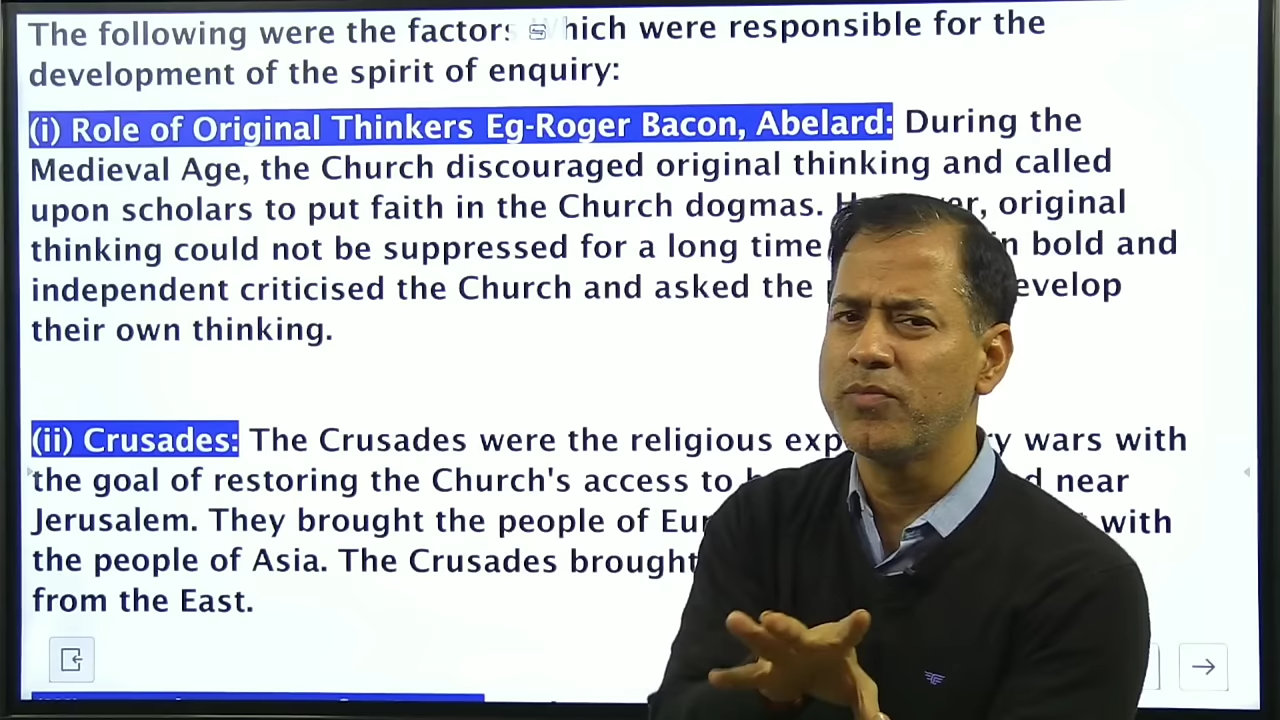 The following were the factors which were responsible for the
development of the spirit of enquiry:
(i) Role of Original Thinkers Eg-Roger Bacon, Abelard: During the
Medieval Age, the Church discouraged original thinking and called
upon scholars to put faith in the Church dogmas. original
thinking could not be suppressed for a long time bold and
independent criticised the Church and asked the
their own thinking.
(ii) Crusades: The Crusades were the religious wars with
the goal of restoring the Church's access to near
Jerusalem. They brought the people of with
the people of Asia. The Crusades brought
from the East.